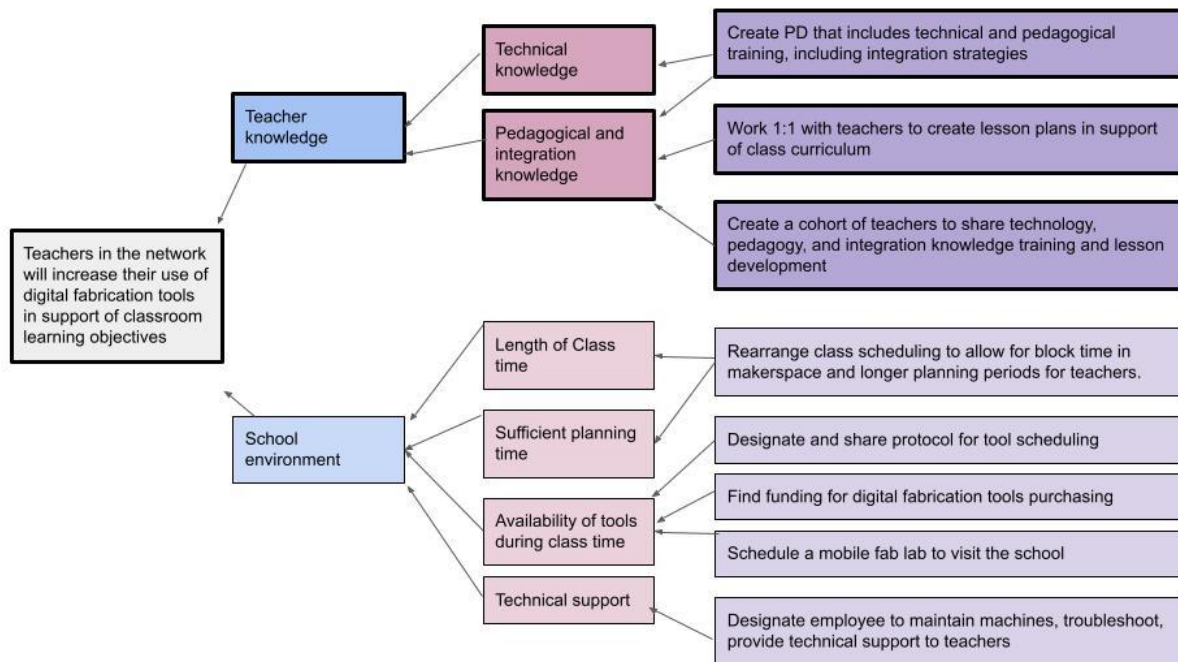 Teachers in the network
will increase their use of
digital fabrication tools
in support of classroom
learning objectives
Teacher
knowledge
School
environment
Technical
knowledge
Pedagogical and
integration
knowledge
Length of Class
time
Sufficient planning
time
Availability of tools
during class time
Technical support
Create PD that includes technical and pedagogical
training, including integration strategies
Work 1:1 with teachers to create lesson plans in support
of class curriculum
Create a cohort of teachers to share technology,
pedagogy, and integration knowledge training and lesson
development
Rearrange class scheduling to allow for block time in
makerspace and longer planning periods for teachers.
Designate and share protocol for tool scheduling
Find funding for digital fabrication tools purchasing
Schedule a mobile fab lab to visit the school
Designate employee to maintain machines, troubleshoot,
provide technical support to teachers